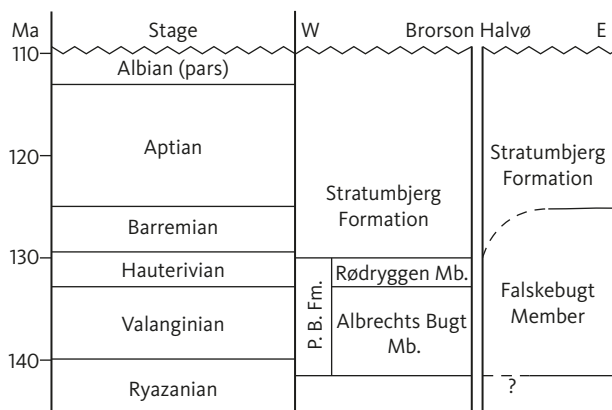 Ma Stage W Brorson Halvø E
110
Albian (pars)
120
Aptian
Stratumbjerg
Formation
Stratumbjerg
Formation
Barremian
130
Hauterivian
P. B. Fm.
Rødryggen Mb.
Falskebugt
Member
Valanginian
Albrechts Bugt
Mb.
140
Ryazanian
?